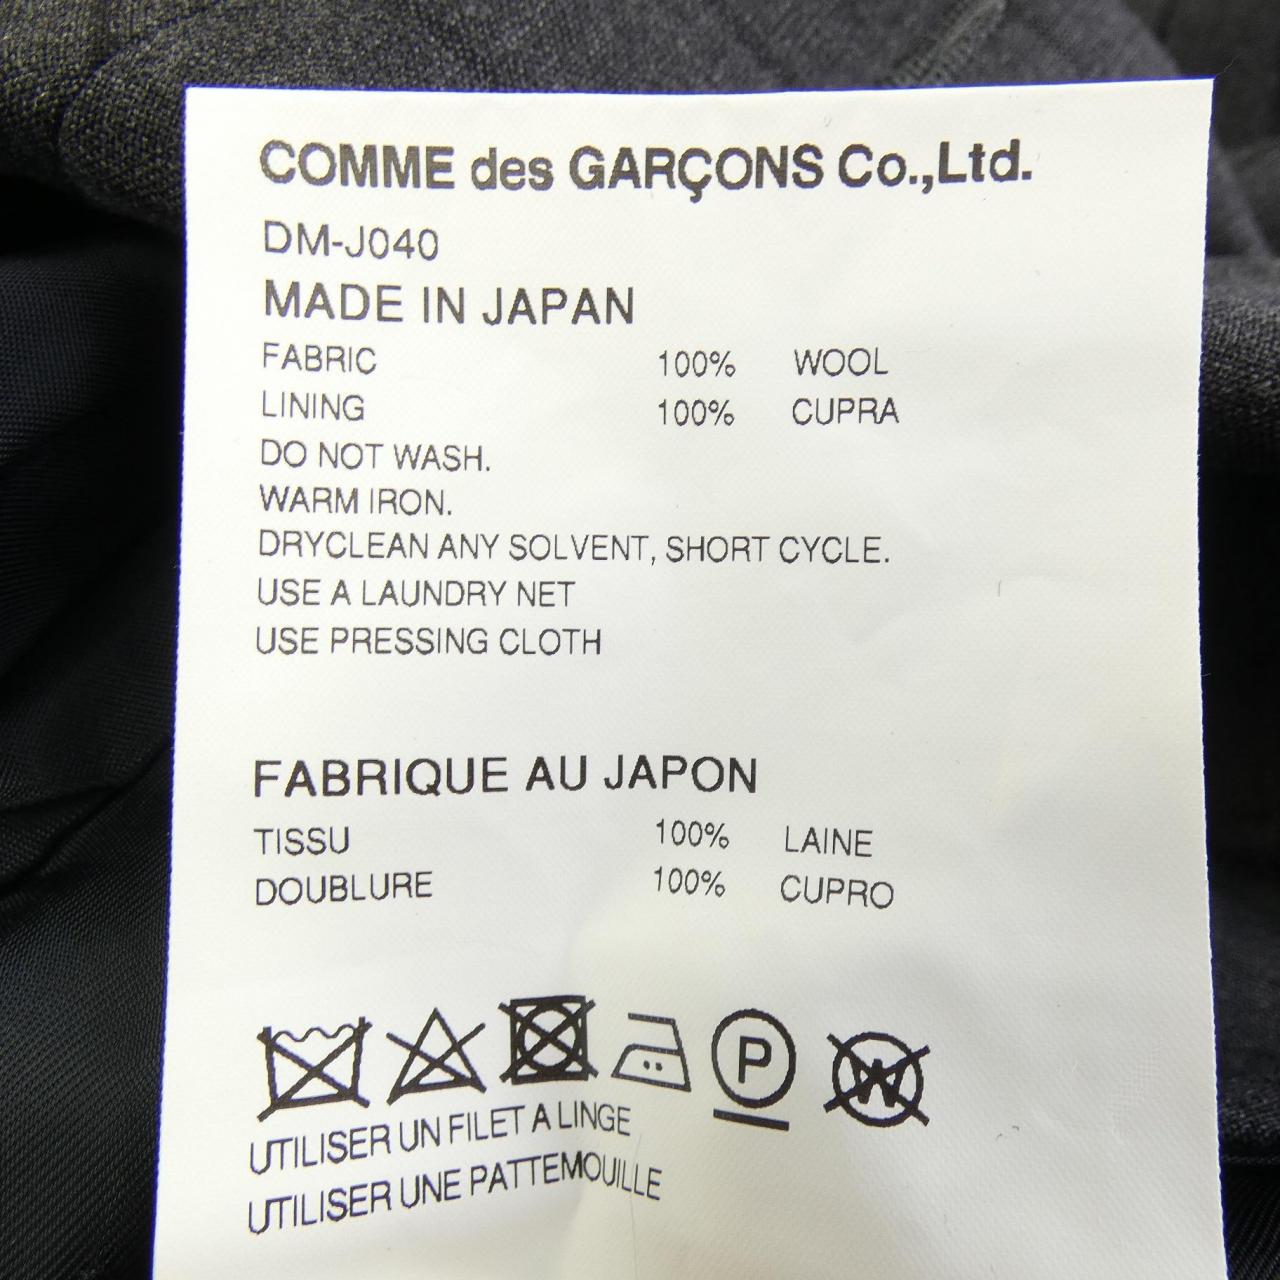 COMME des GARÇONS Co.,Ltd.
DM-J040
MADE IN JAPAN
FABRIC 100% WOOL
LINING 100% CUPRA
DO NOT WASH.
WARM IRON.
DRYCLEAN ANY SOLVENT, SHORT CYCLE.
USE A LAUNDRY NET
USE PRESSING CLOTH
FABRIQUE AU JAPON
TISSU 100% LAINE
DOUBLURE 100% CUPRO
P W
UTILISER UN FILET A LINGE
UTILISER UNE PATTEMOUILLE